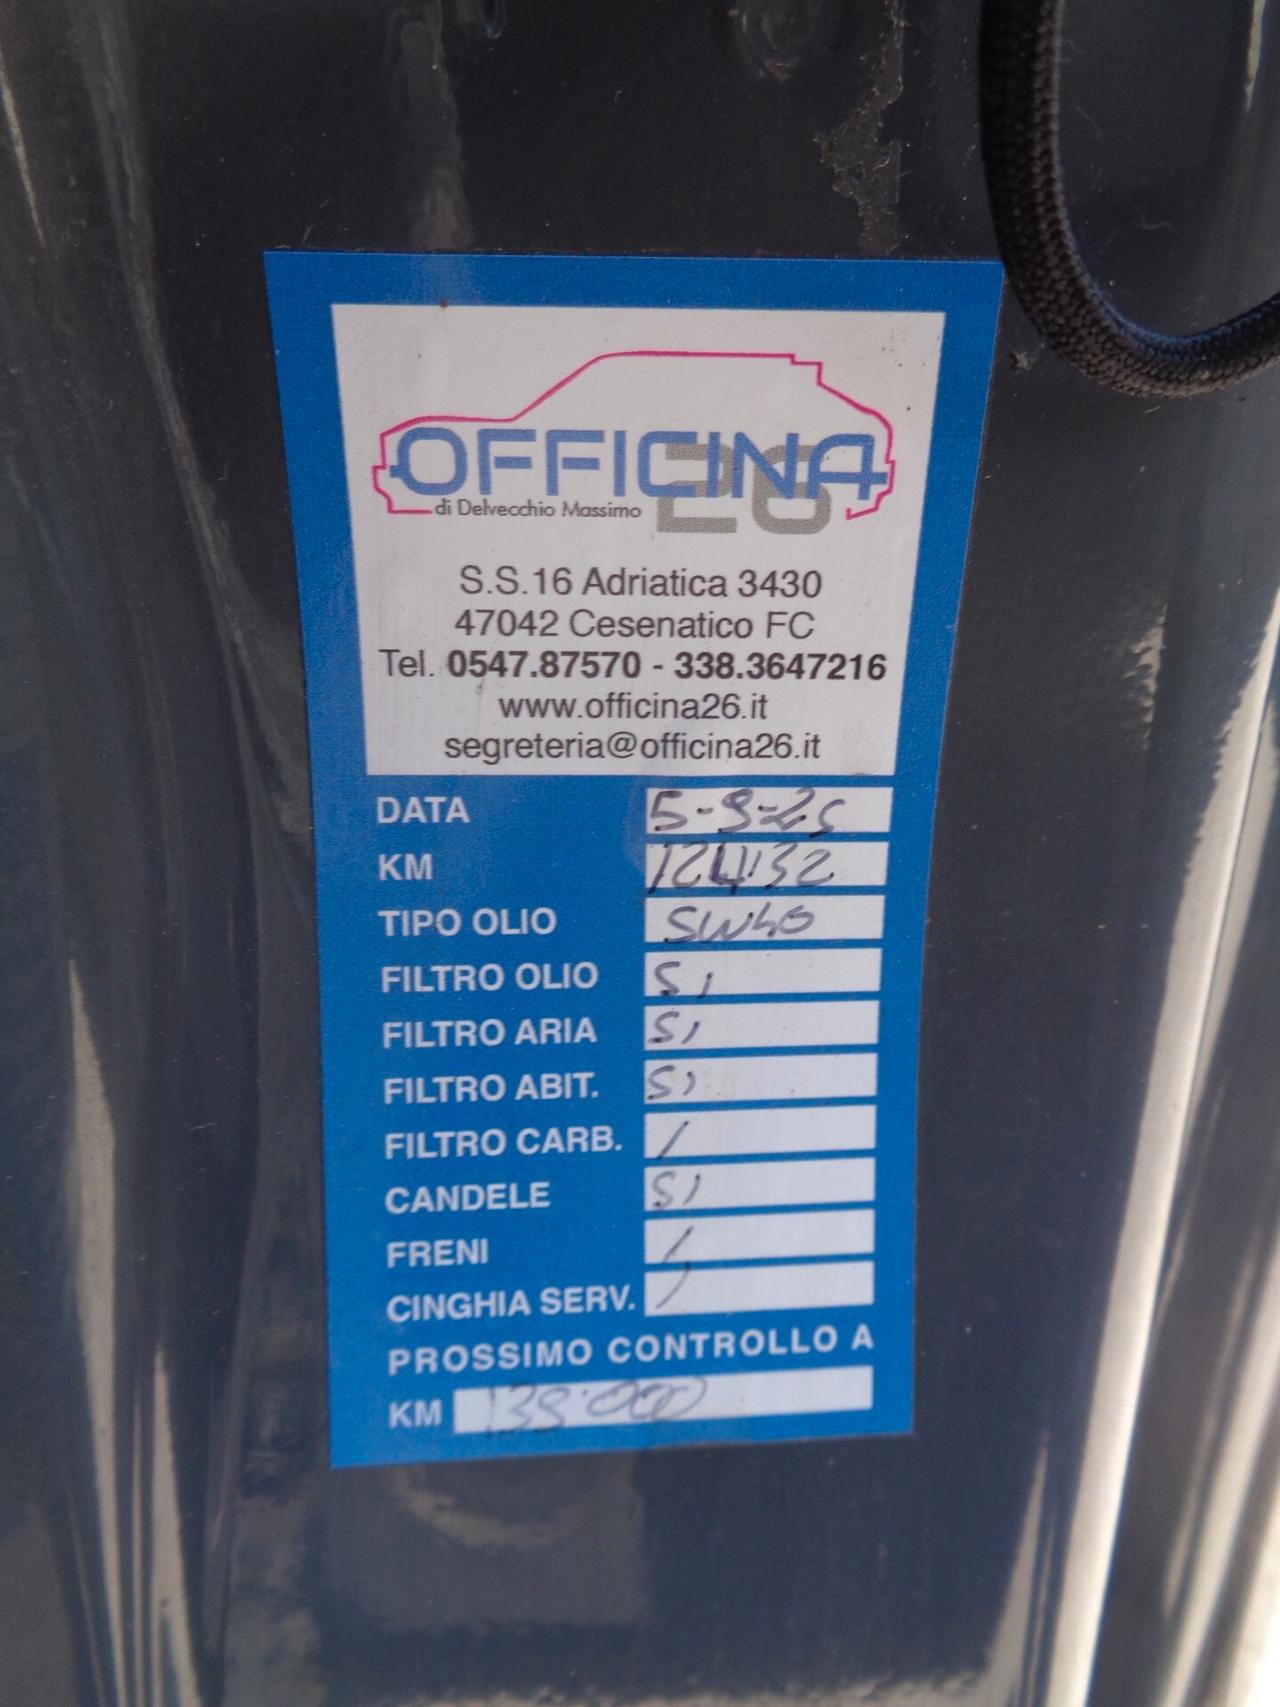 OFFICINA
26
di Delvecchio Massimo
S.S.16 Adriatica 3430
47042 Cesenatico FC
Tel. 0547.87570 - 338.3647216
www.officina26.it
segreteria@officina26.it
DATA 5-9-25
KM 124132
TIPO OLIO 5W40
FILTRO OLIO Si
FILTRO ARIA Si
FILTRO ABIT. Si
FILTRO CARB. /
CANDELE Si
FRENI /
CINGHIA SERV. /
PROSSIMO CONTROLLO A
KM 139.000